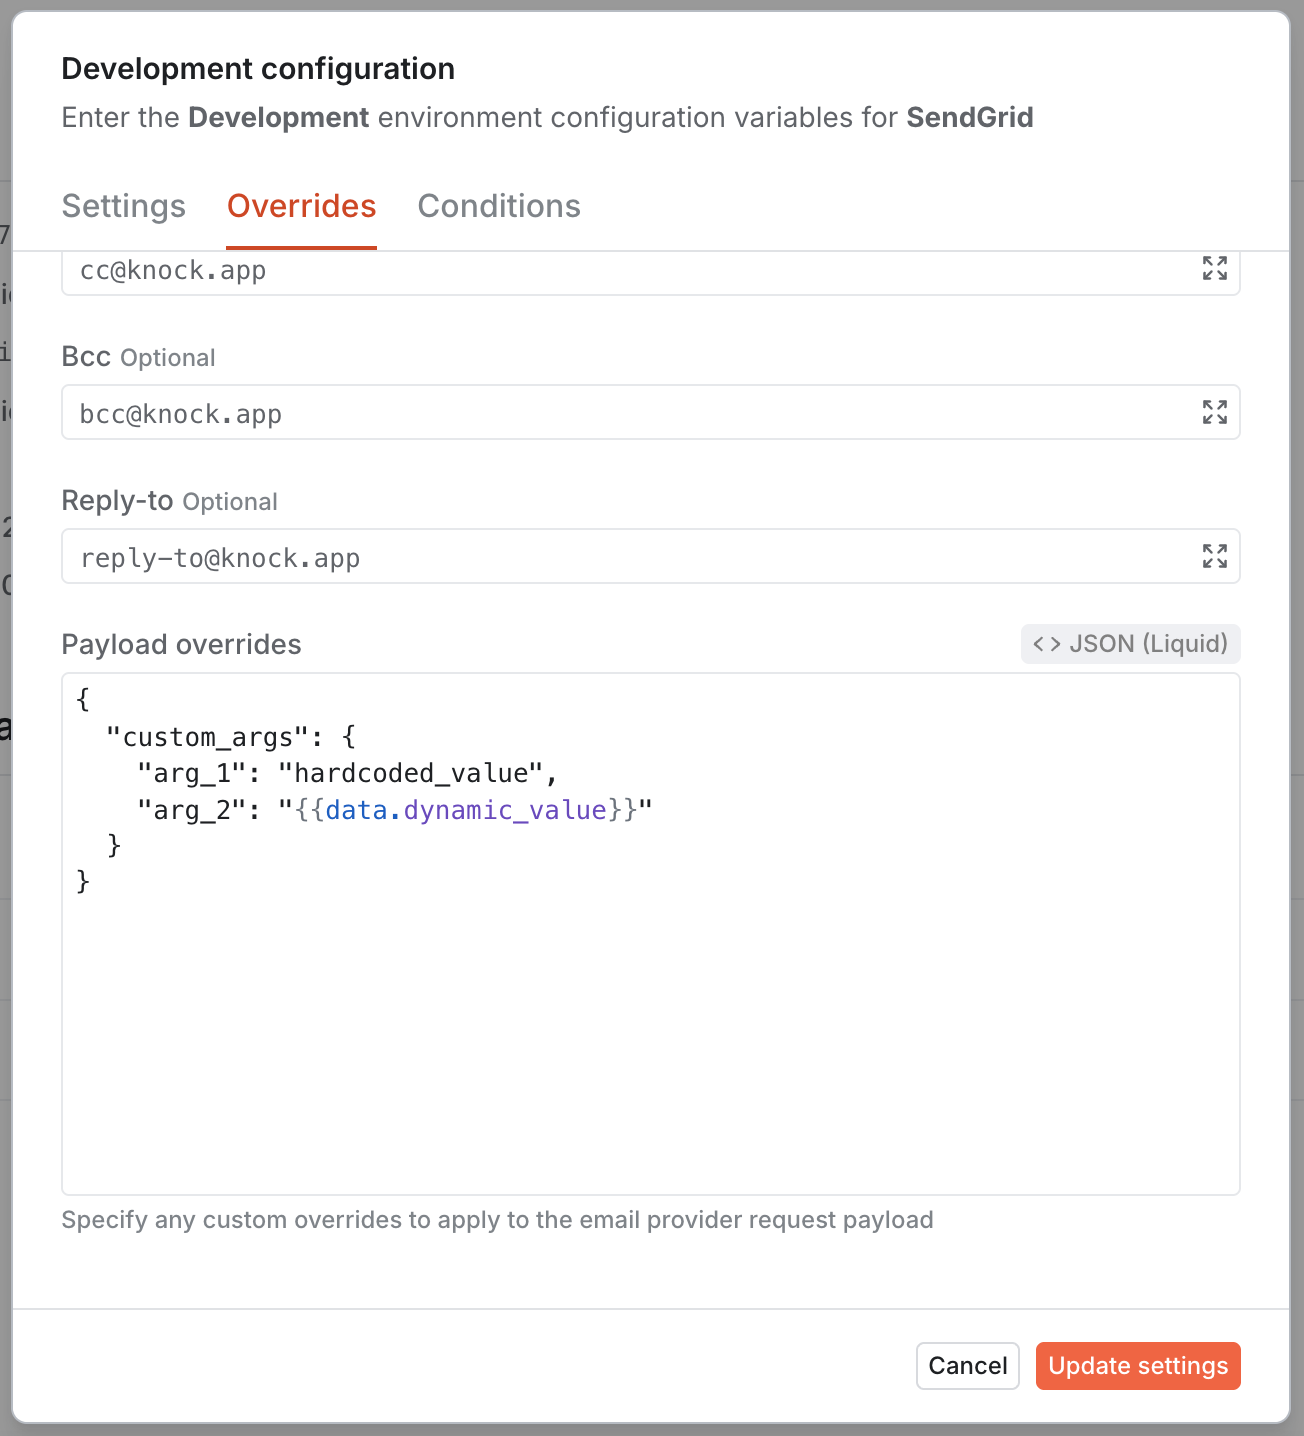 Development configuration
Enter the Development environment configuration variables for SendGrid
Settings Overrides Conditions
cc@knock.app
Bcc Optional
bcc@knock.app
Reply-to Optional
reply-to@knock.app
Payload overrides <> JSON (Liquid)
{
  "custom_args": {
    "arg_1": "hardcoded_value",
    "arg_2": "{{data.dynamic_value}}"
  }
}
Specify any custom overrides to apply to the email provider request payload
Cancel Update settings